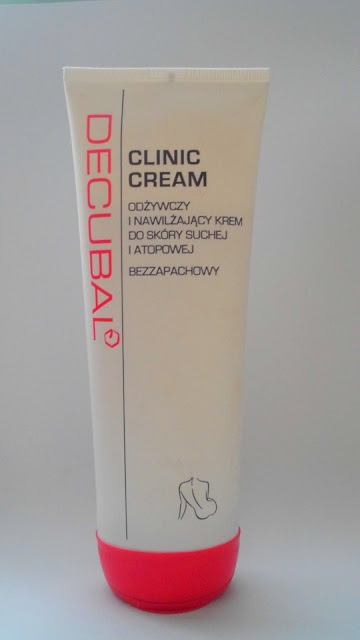 DECUBAL
CLINIC
CREAM
ODŻYWCZY
I NAWILŻAJĄCY KREM
DO SKÓRY SUCHEJ
I ATOPOWEJ
BEZZAPACHOWY